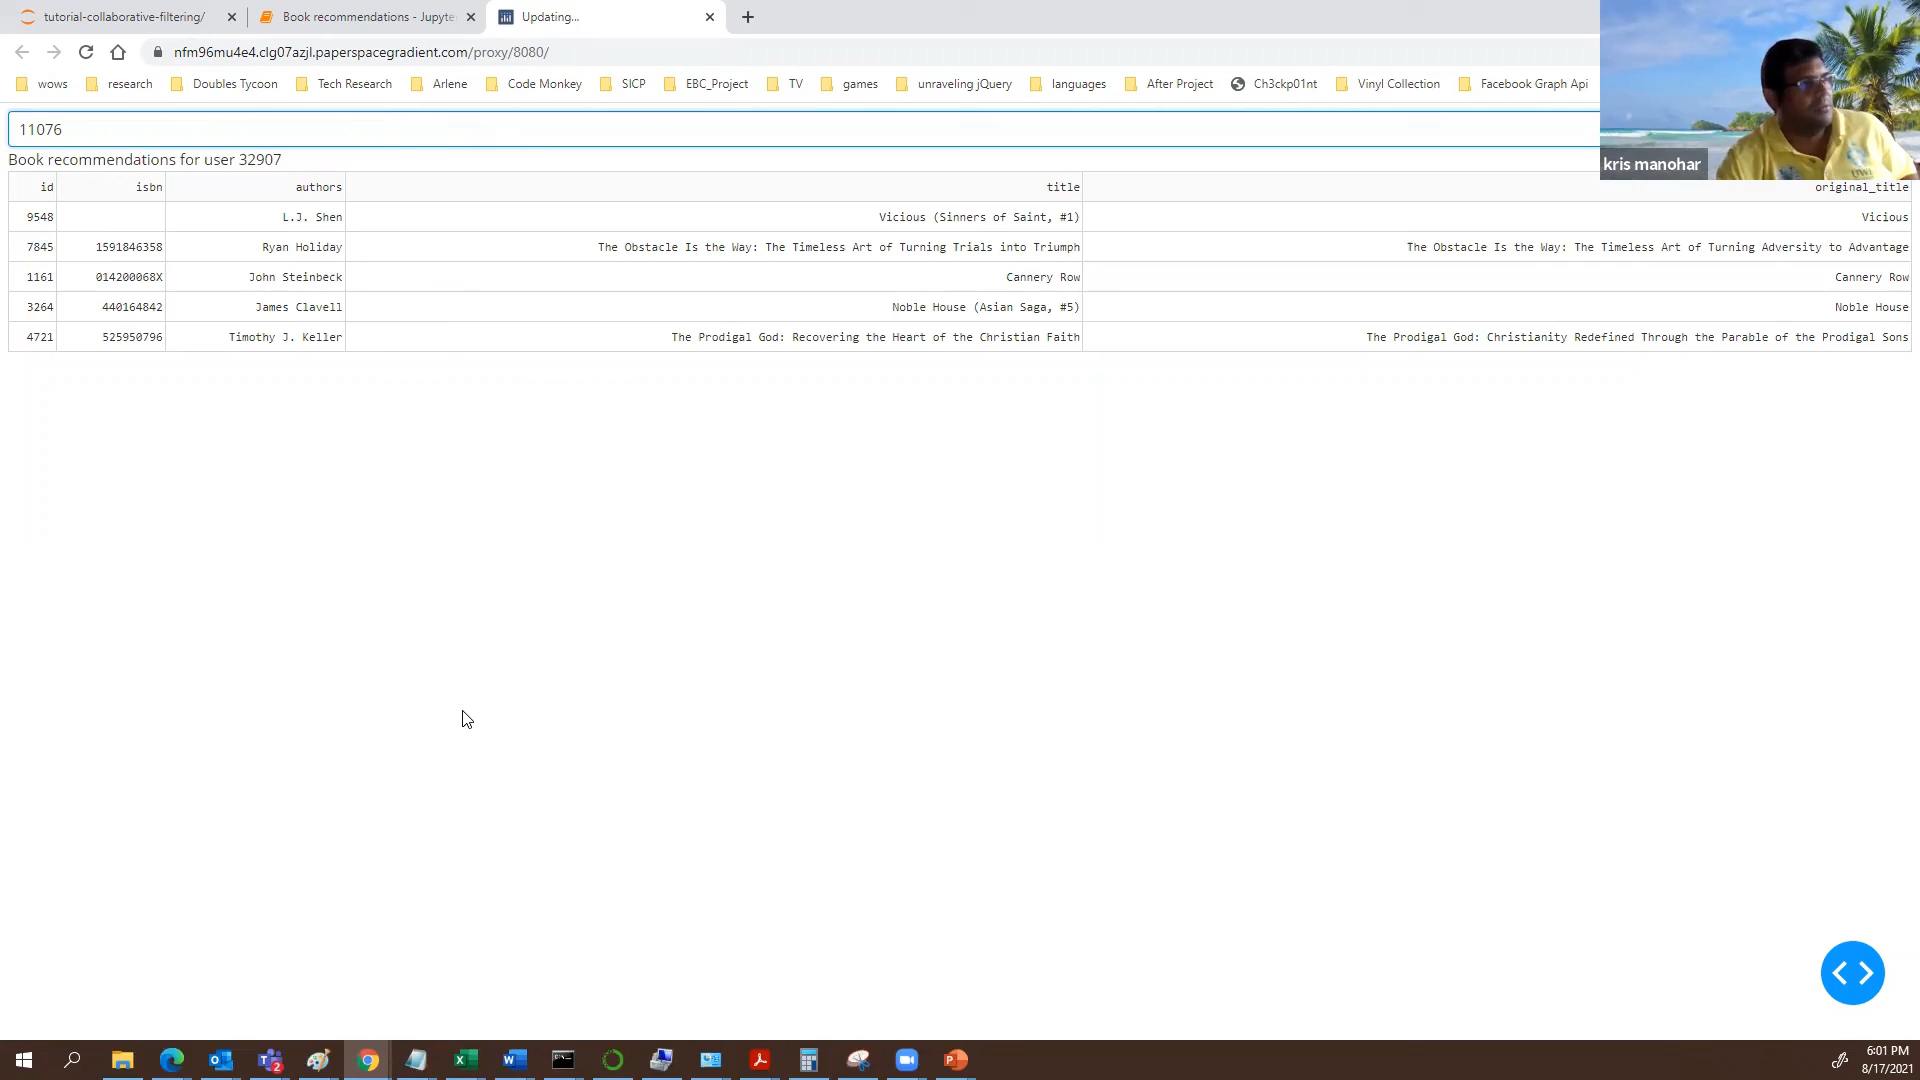 tutorial-collaborative-filtering/
Book recommendations - Jupyte
Updating...
nfm96mu4e4.clg07azjl.paperspacegradient.com/proxy/8080/
wows research Doubles Tycoon Tech Research Arlene Code Monkey SICP EBC_Project TV games unraveling jQuery languages After Project Ch3ckp01nt Vinyl Collection Facebook Graph Api
11076
Book recommendations for user 32907
kris manohar
id isbn authors title original_title
9548 L.J. Shen Vicious (Sinners of Saint, #1) Vicious
7845 1591846358 Ryan Holiday The Obstacle Is the Way: The Timeless Art of Turning Trials into Triumph The Obstacle Is the Way: The Timeless Art of Turning Adversity to Advantage
1161 014200068X John Steinbeck Cannery Row Cannery Row
3264 440164842 James Clavell Noble House (Asian Saga, #5) Noble House
4721 525950796 Timothy J. Keller The Prodigal God: Recovering the Heart of the Christian Faith The Prodigal God: Christianity Redefined Through the Parable of the Prodigal Sons
6:01 PM
8/17/2021